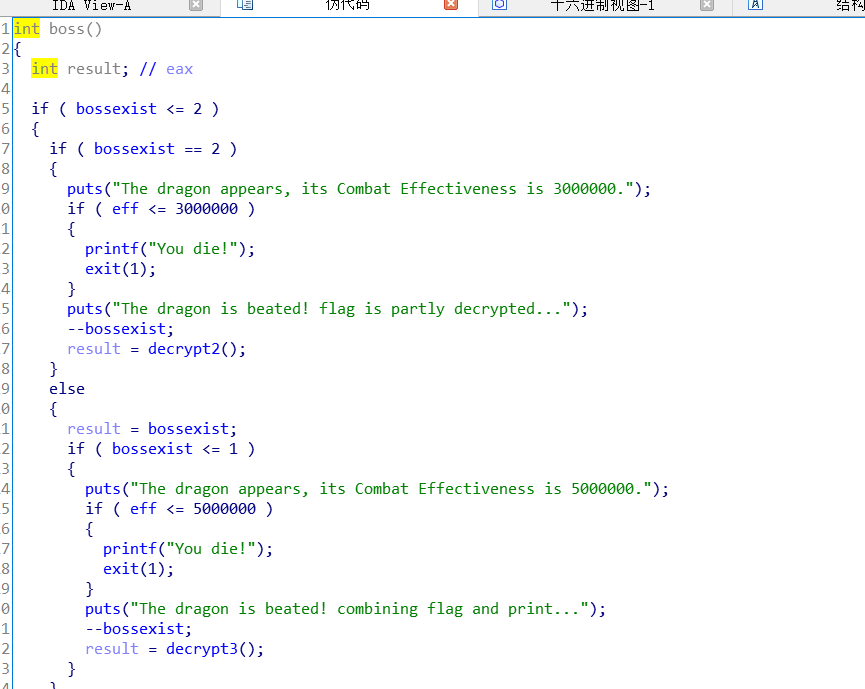 IDA View-A 伪代码 十六进制视图-1 结构
1 int boss()
2 {
3 int result; // eax
4
5 if ( bossexist <= 2 )
6 {
7 if ( bossexist == 2 )
8 {
9 puts("The dragon appears, its Combat Effectiveness is 3000000.");
0 if ( eff <= 3000000 )
1 {
2 printf("You die!");
3 exit(1);
4 }
5 puts("The dragon is beated! flag is partly decrypted...");
6 --bossexist;
7 result = decrypt2();
8 }
9 else
0 {
1 result = bossexist;
2 if ( bossexist <= 1 )
3 {
4 puts("The dragon appears, its Combat Effectiveness is 5000000.");
5 if ( eff <= 5000000 )
6 {
7 printf("You die!");
8 exit(1);
9 }
0 puts("The dragon is beated! combining flag and print...");
1 --bossexist;
2 result = decrypt3();
3 }
4 }